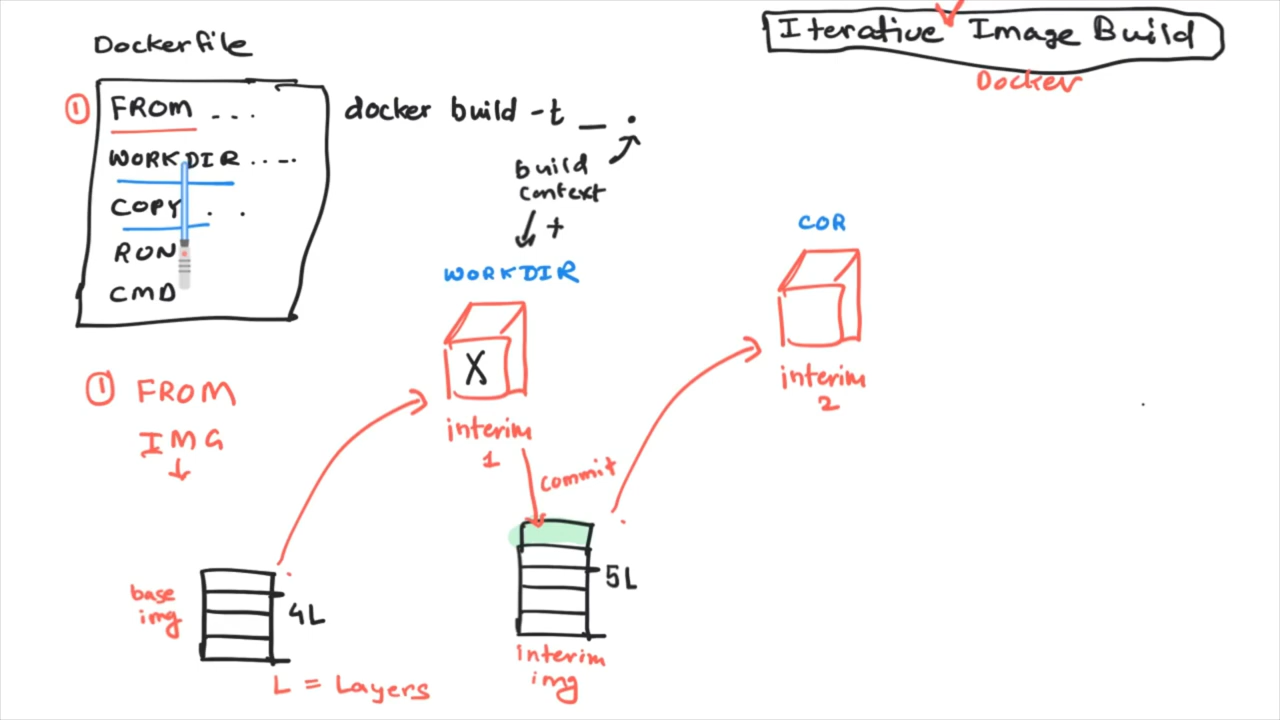 Iterative Image Build
Docker
Dockerfile
① FROM ...
WORKDIR ....
COPY . .
RUN
CMD
docker build -t _ .
build
context
+
WORKDIR
X
interim
1
commit
COR
interim
2
① FROM
IMG
base
img
4L
L = Layers
5L
interim
img